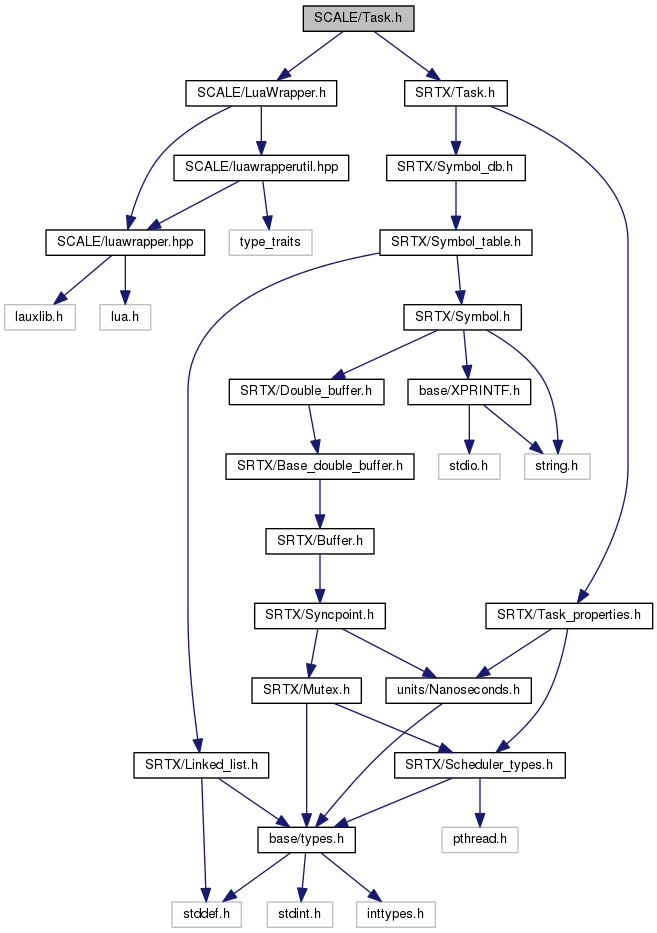 SCALE/Task.h
SCALE/LuaWrapper.h
SRTX/Task.h
SCALE/luawrapperutil.hpp
SRTX/Symbol_db.h
SCALE/luawrapper.hpp
type_traits
SRTX/Symbol_table.h
lauxlib.h
lua.h
SRTX/Symbol.h
SRTX/Double_buffer.h
base/XPRINTF.h
SRTX/Base_double_buffer.h
stdio.h
string.h
SRTX/Buffer.h
SRTX/Syncpoint.h
SRTX/Task_properties.h
SRTX/Mutex.h
units/Nanoseconds.h
SRTX/Linked_list.h
SRTX/Scheduler_types.h
base/types.h
pthread.h
stddef.h
stdint.h
inttypes.h